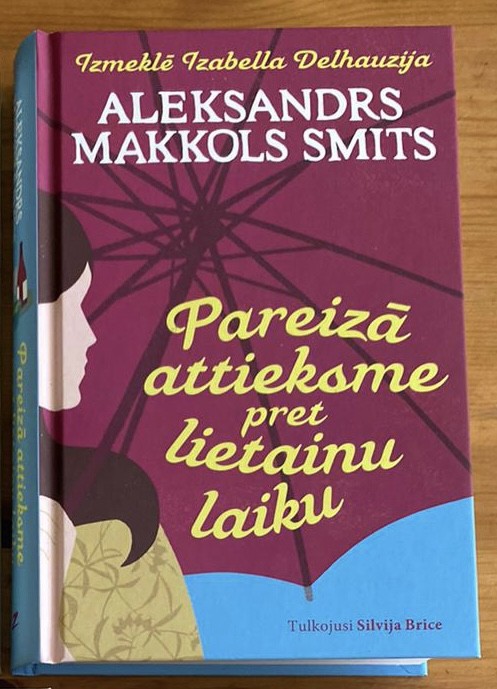 Izmeklē Izabella Delhauzija
ALEKSANDRS
MAKKOLS SMITS
Pareizā
attieksme
pret
lietainu
laiku
Tulkojusi Silvija Brice
ALEKSANDRS
Pareizā attieksme